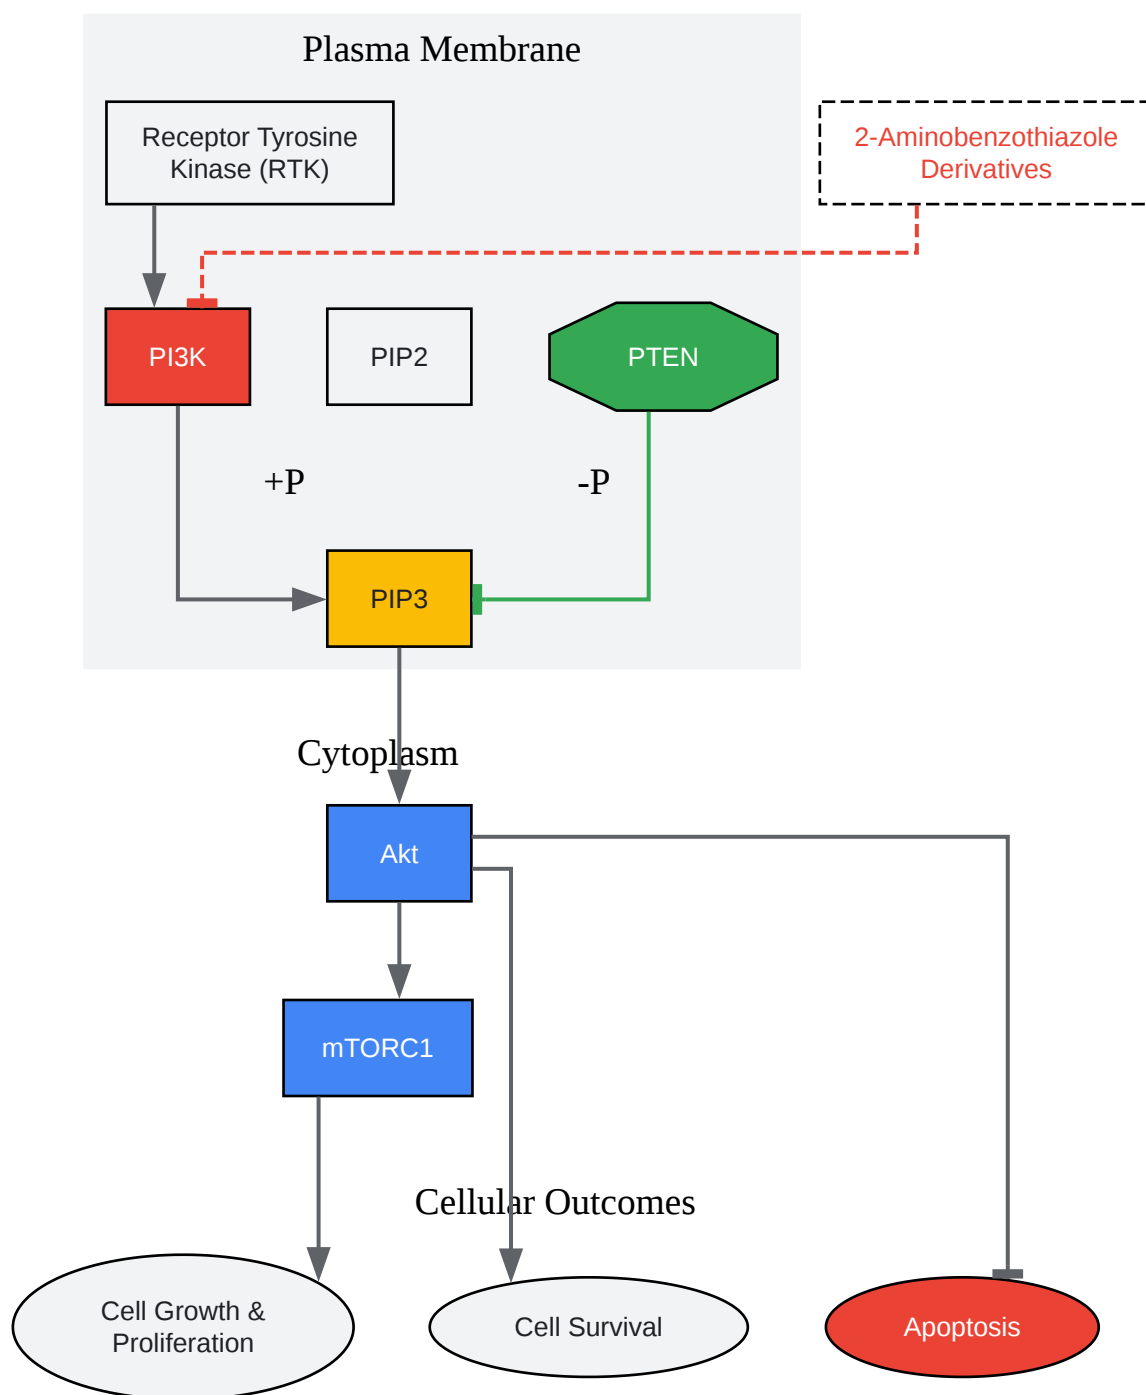 Plasma Membrane
Receptor Tyrosine
Kinase (RTK)
2-Aminobenzothiazole
Derivatives
PI3K
PIP2
PTEN
+P
-P
PIP3
Cytoplasm
Akt
mTORC1
Cellular Outcomes
Cell Growth &
Proliferation
Cell Survival
Apoptosis